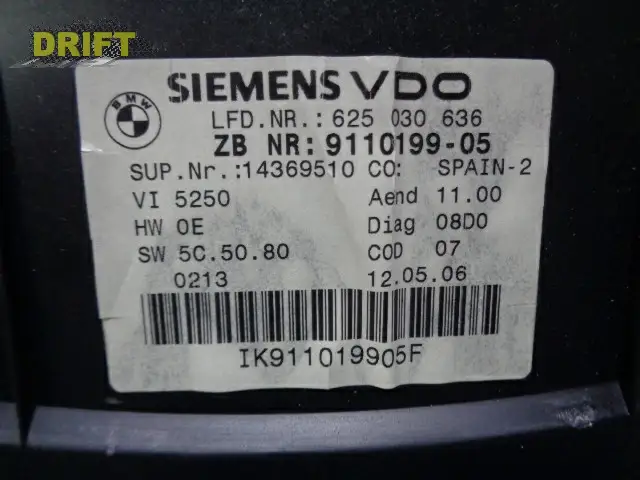 DRIFT
BMW
SIEMENS VDO
LFD.NR.: 625 030 636
ZB NR: 9110199-05
SUP.Nr.:14369510 CO: SPAIN-2
VI 5250 Aend 11.00
HW 0E Diag 08D0
SW 5C.50.80 COD 07
0213 12.05.06
IK911019905F